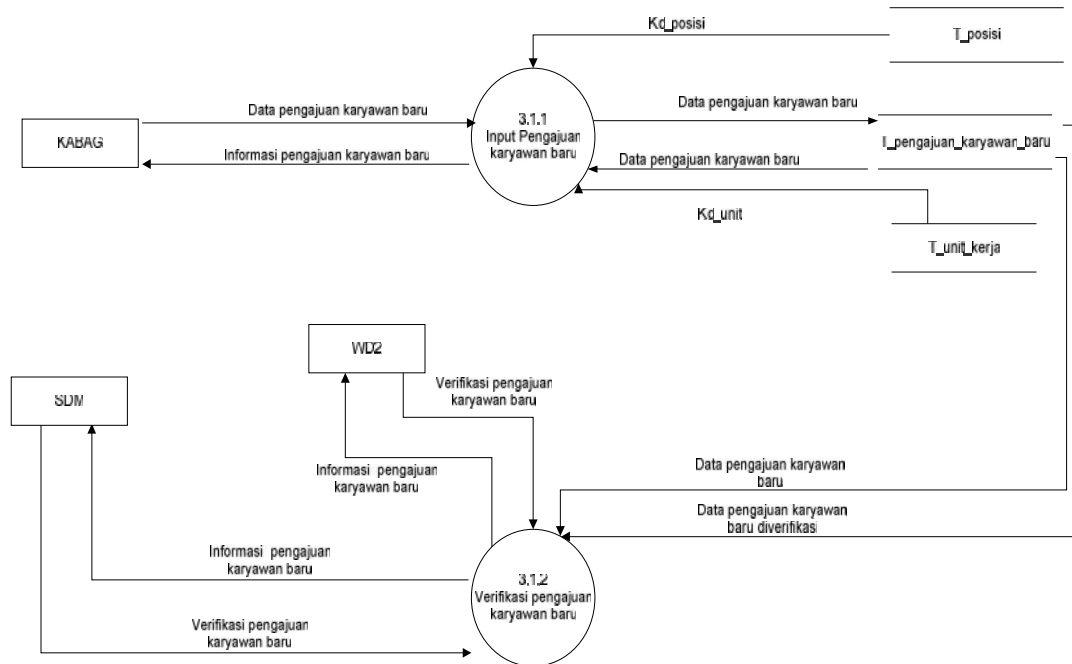 Kd_posisi
T_posisi
Data pengajuan karyawan baru
3.1.1
Input Pengajuan
karyawan baru
Data pengajuan karyawan baru
KABAG
T_pengajuan_karyawan_baru
Informasi pengajuan karyawan baru
Data pengajuan karyawan baru
Kd_unit
T_unit_kerja
WD2
Verifikasi pengajuan
karyawan baru
SDM
Informasi pengajuan
karyawan baru
Data pengajuan karyawan
baru
Data pengajuan karyawan
baru diverifikasi
Informasi pengajuan
karyawan baru
3.1.2
Verifikasi pengajuan
karyawan baru
Verifikasi pengajuan
karyawan baru